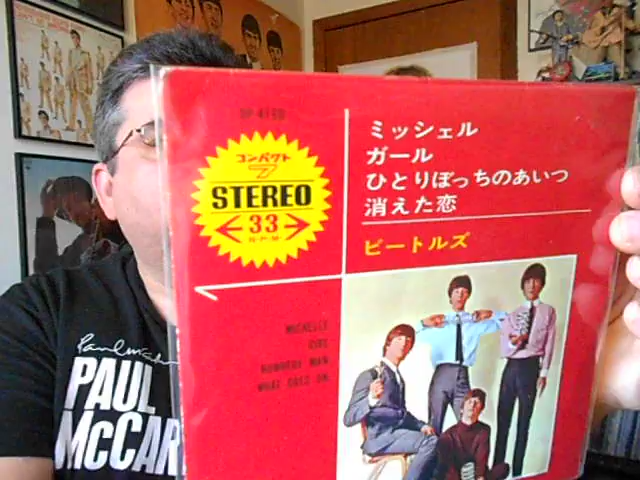 OP-4190
コンパクト
7
STEREO
33
R·P·M·
ミッシェル
ガール
ひとりぼっちのあいつ
消えた恋
ビートルズ
MICHELLE
GIRL
NOWHERE MAN
WHAT GOES ON
PAUL
McCAR